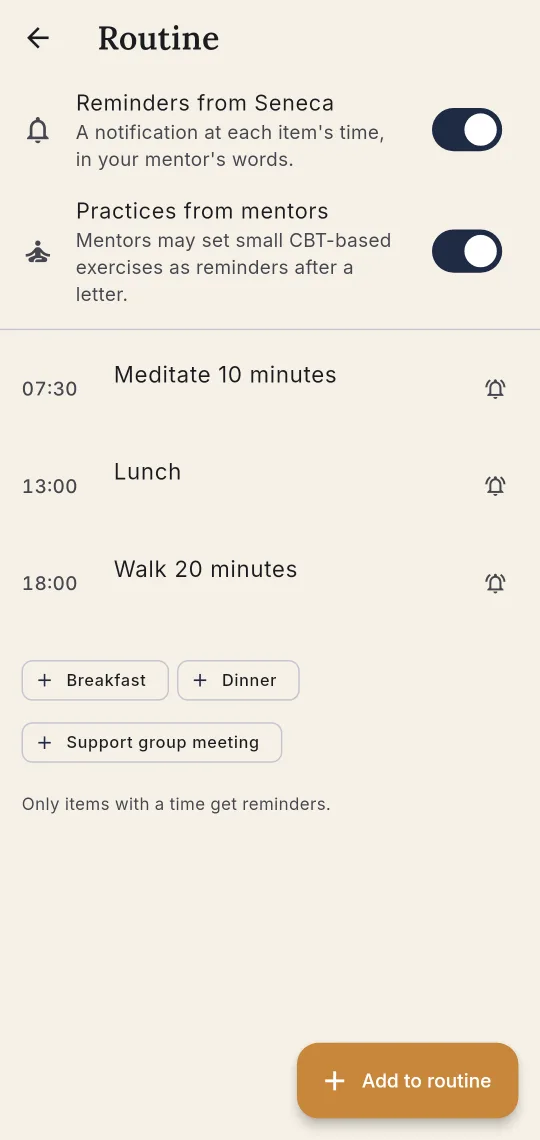 Routine
Reminders from Seneca
A notification at each item's time,
in your mentor's words.
Practices from mentors
Mentors may set small CBT-based
exercises as reminders after a
letter.
07:30 Meditate 10 minutes
13:00 Lunch
18:00 Walk 20 minutes
+ Breakfast + Dinner
+ Support group meeting
Only items with a time get reminders.
+ Add to routine